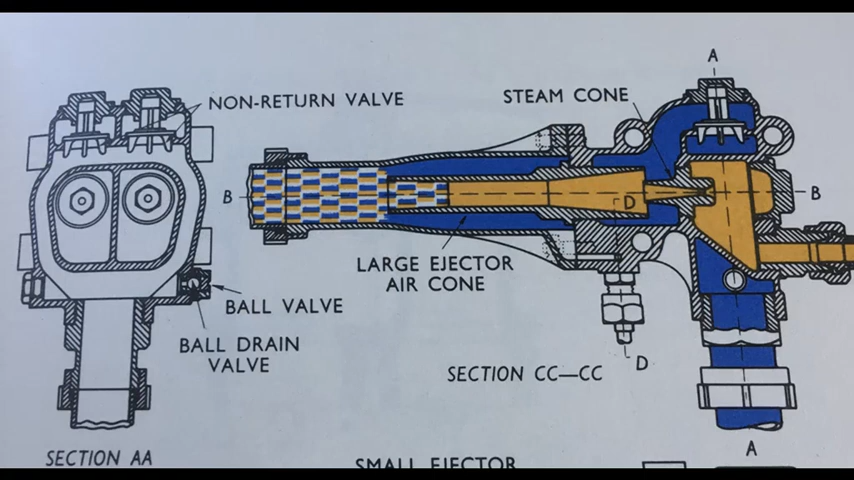 A
NON-RETURN VALVE
STEAM CONE
B
B
D
LARGE EJECTOR
AIR CONE
BALL VALVE
BALL DRAIN
VALVE
D
SECTION CC—CC
A
SECTION AA
SMALL EJECTOR